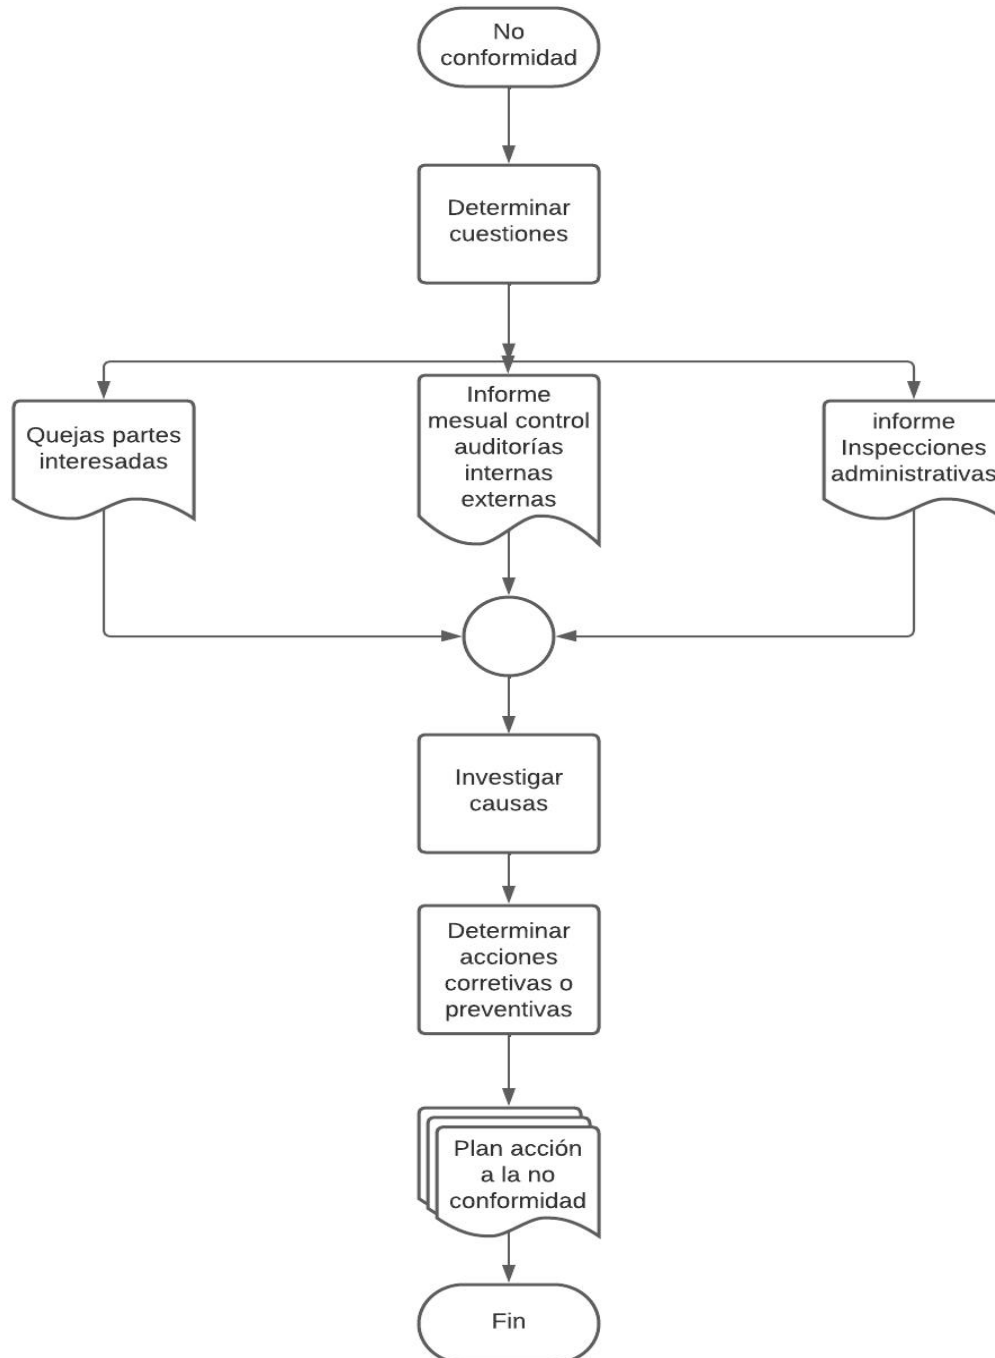 No
conformidad
Determinar
cuestiones
Quejas partes
interesadas
Informe
mesual control
auditorías
internas
externas
informe
Inspecciones
administrativas
Investigar
causas
Determinar
acciones
corretivas o
preventivas
Plan acción
a la no
conformidad
Fin